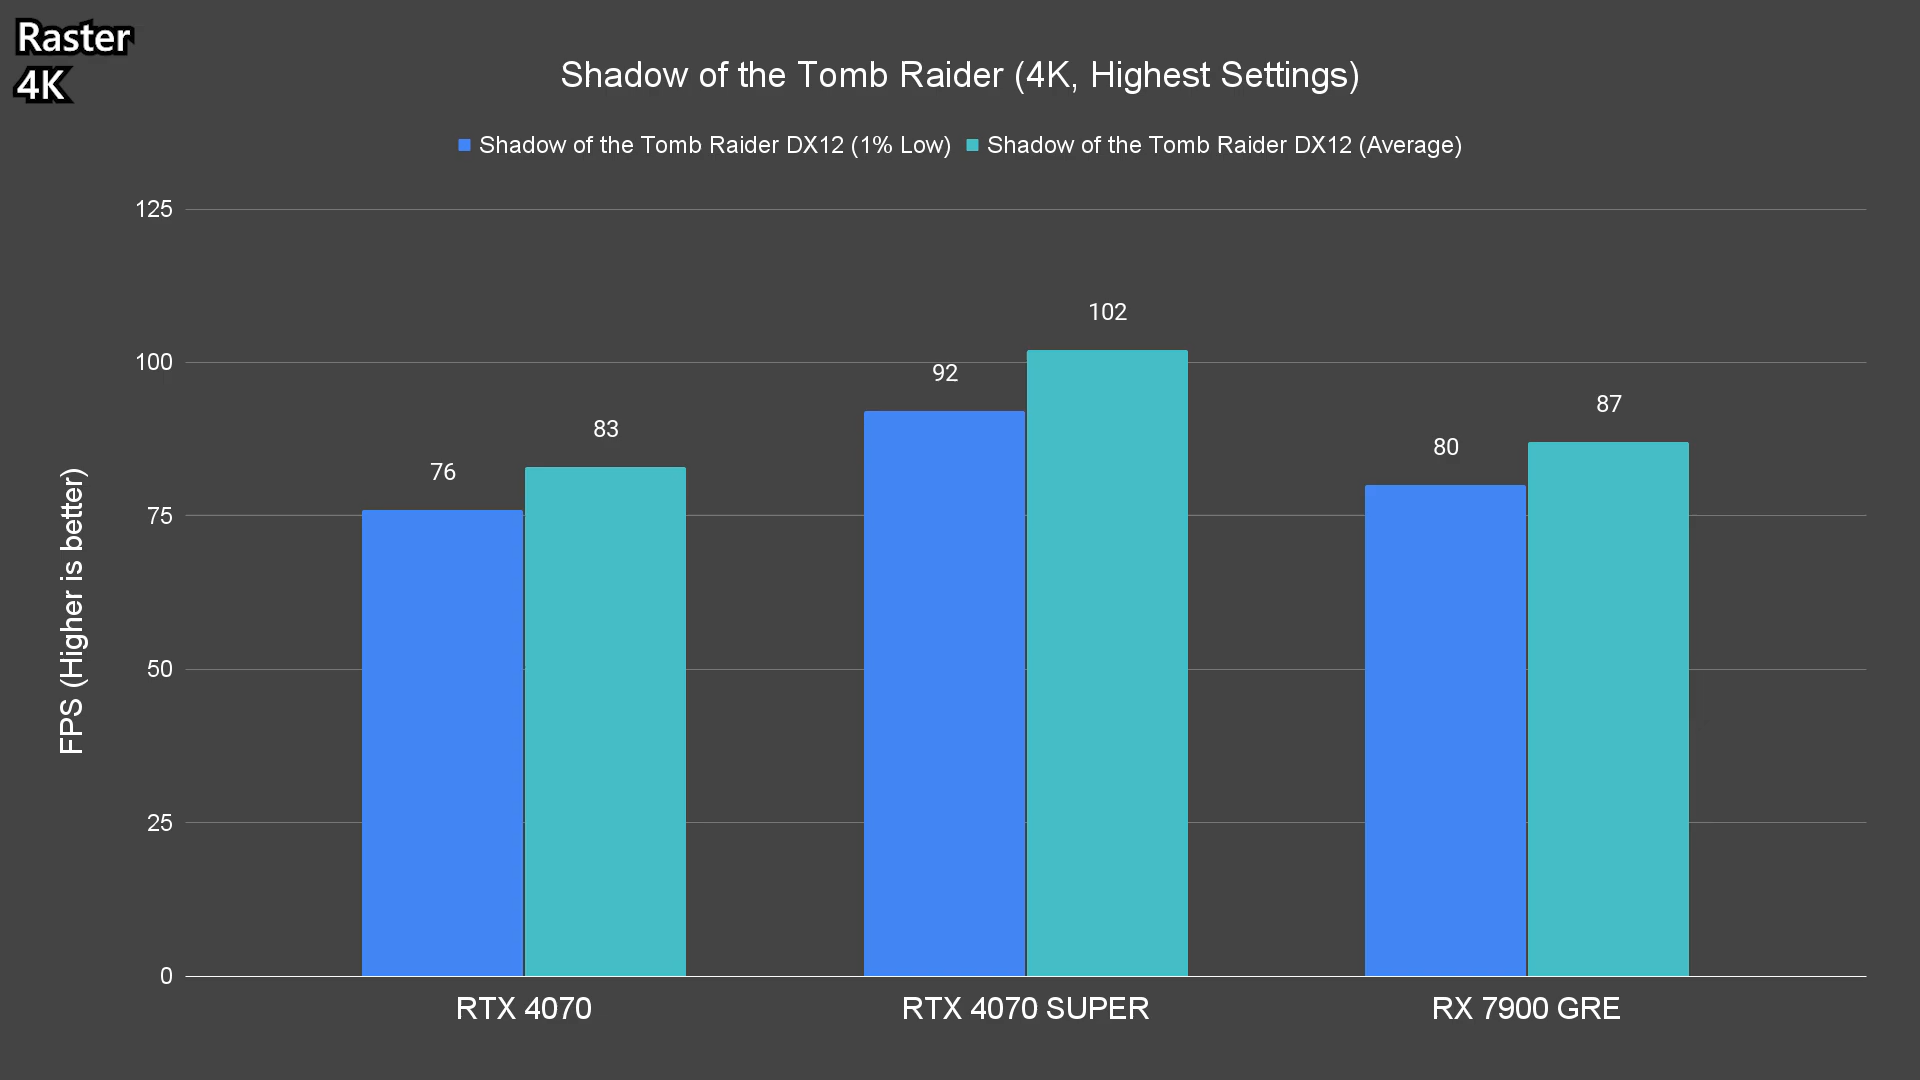 Raster
4K
Shadow of the Tomb Raider (4K, Highest Settings)
Shadow of the Tomb Raider DX12 (1% Low) Shadow of the Tomb Raider DX12 (Average)
125
100
75
50
25
0
FPS (Higher is better)
76
83
92
102
80
87
RTX 4070
RTX 4070 SUPER
RX 7900 GRE